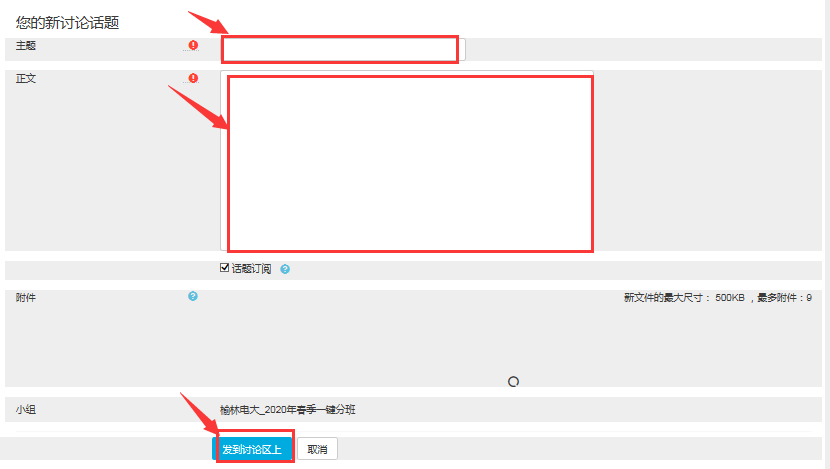 您的新讨论话题
主题
正文
话题订阅
附件
新文件的最大尺寸： 500KB ，最多附件：9
小组
榆林电大_2020年春季一键分班
发到讨论区上 取消